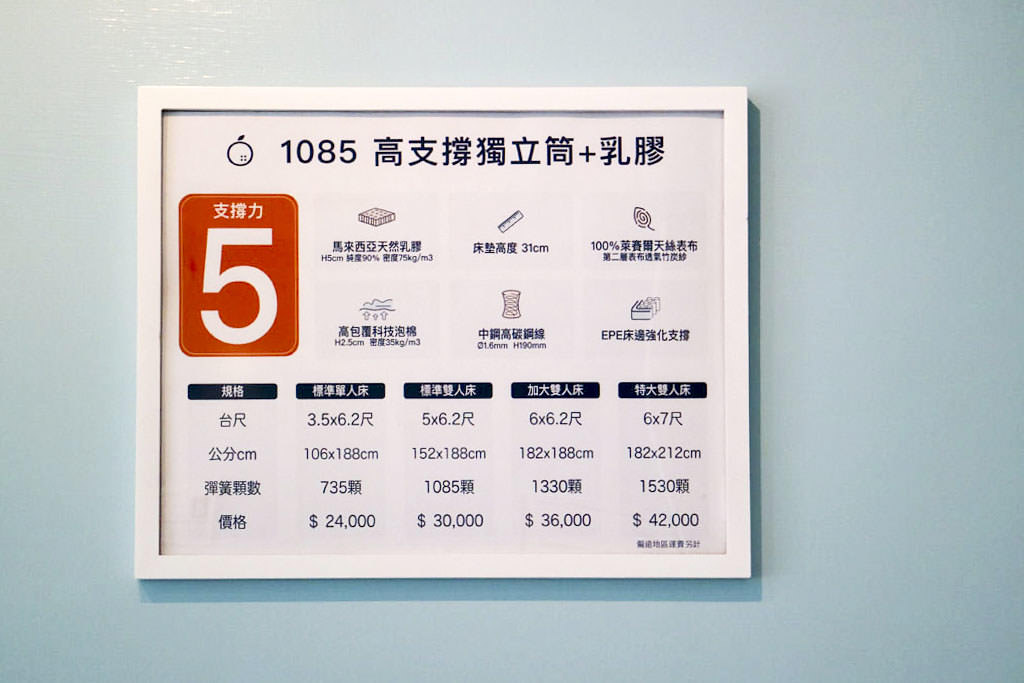 1085 高支撐獨立筒+乳膠
支撐力
5
馬來西亞天然乳膠
H5cm 純度90% 密度75kg/m3
床墊高度 31cm
100%萊賽爾天絲表布
第二層表布透氣竹炭紗
高包覆科技泡棉
H2.5cm 密度35kg/m3
中鋼高碳鋼線
Ø1.6mm H190mm
EPE床邊強化支撐
規格 標準單人床 標準雙人床 加大雙人床 特大雙人床
台尺 3.5x6.2尺 5x6.2尺 6x6.2尺 6x7尺
公分cm 106x188cm 152x188cm 182x188cm 182x212cm
彈簧顆數 735顆 1085顆 1330顆 1530顆
價格 $ 24,000 $ 30,000 $ 36,000 $ 42,000
偏遠地區運費另計